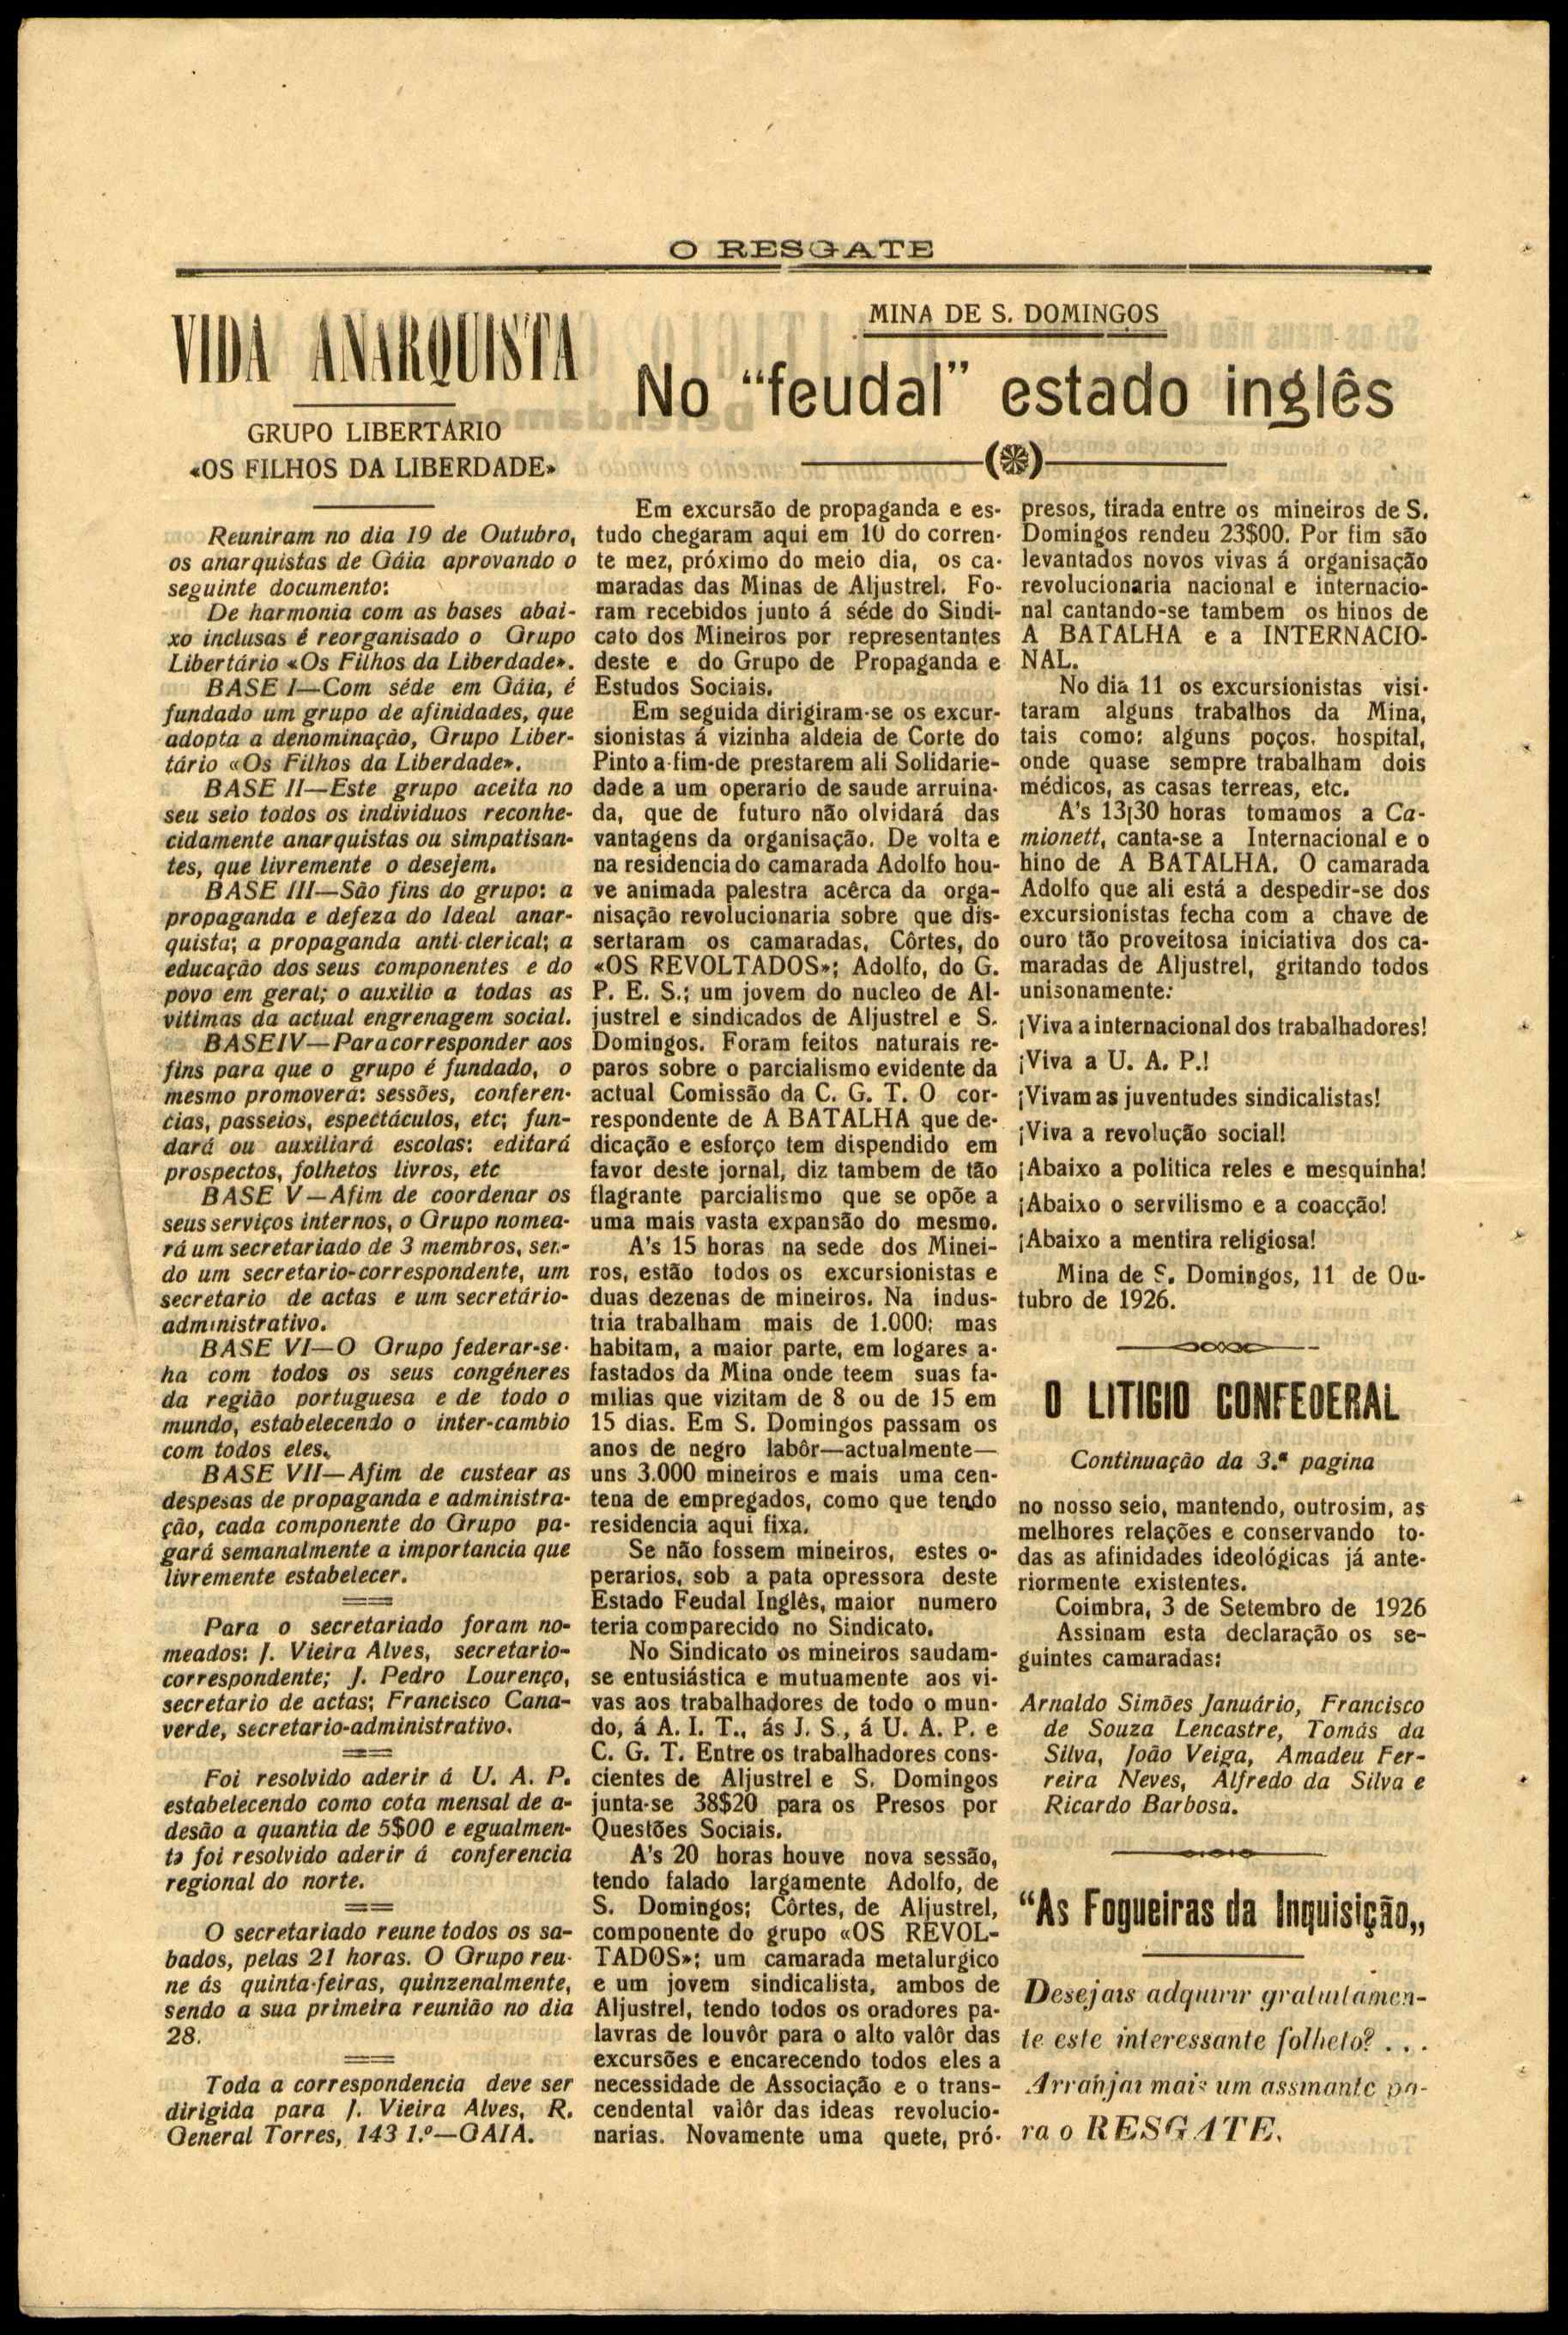 O RESGATE
VIDA ANARQUISTA
GRUPO LIBERTARIO
«OS FILHOS DA LIBERDADE»
Reuniram no dia 19 de Outubro,
os anarquistas de Gáia aprovando o
seguinte documento:
De harmonia com as bases abai-
xo inclusas é reorganisado o Grupo
Libertário «Os Filhos da Liberdade».
BASE I—Com séde em Gáia, é
fundado um grupo de afinidades, que
adopta a denominação, Grupo Liber-
tário «Os Filhos da Liberdade».
BASE II—Este grupo aceita no
seu seio todos os individuos reconhe-
cidamente anarquistas ou simpatisan-
tes, que livremente o desejem.
BASE III—São fins do grupo: a
propaganda e defeza do Ideal anar-
quista; a propaganda anti-clerical; a
educação dos seus componentes e do
povo em geral; o auxilio a todas as
vitimas da actual engrenagem social.
BASE IV—Para corresponder aos
fins para que o grupo é fundado, o
mesmo promoverá: sessões, conferen-
cias, passeios, espectáculos, etc; fun-
dará ou auxiliará escolas: editará
prospectos, folhetos livros, etc
BASE V—Afim de coordenar os
seus serviços internos, o Grupo nomea-
rá um secretariado de 3 membros, sen-
do um secretario-correspondente, um
secretario de actas e um secretário-
administrativo.
BASE VI—O Grupo federar-se-
ha com todos os seus congéneres
da região portuguesa e de todo o
mundo, estabelecendo o inter-cambio
com todos eles.
BASE VII—Afim de custear as
despesas de propaganda e administra-
ção, cada componente do Grupo pa-
gará semanalmente a importancia que
livremente estabelecer.
Para o secretariado foram no-
meados: J. Vieira Alves, secretario-
correspondente; J. Pedro Lourenço,
secretario de actas; Francisco Cana-
verde, secretario-administrativo.
Foi resolvido aderir á U. A. P.
estabelecendo como cota mensal de a-
desão a quantia de 5$00 e egualmen-
te foi resolvido aderir á conferencia
regional do norte.
O secretariado reune todos os sa-
bados, pelas 21 horas. O Grupo reu-
ne ás quinta-feiras, quinzenalmente,
sendo a sua primeira reunião no dia
28.
Toda a correspondencia deve ser
dirigida para J. Vieira Alves, R.
General Torres, 143 1.º—GAIA.
MINA DE S. DOMINGOS
No “feudal” estado inglês
Em excursão de propaganda e es-
tudo chegaram aqui em 10 do corren-
te mez, próximo do meio dia, os ca-
maradas das Minas de Aljustrel. Fo-
ram recebidos junto á séde do Sindi-
cato dos Mineiros por representantes
deste e do Grupo de Propaganda e
Estudos Sociais.
Em seguida dirigiram-se os excur-
sionistas á vizinha aldeia de Corte do
Pinto a-fim-de prestarem ali Solidarie-
dade a um operario de saude arruina-
da, que de futuro não olvidará das
vantagens da organisação. De volta e
na residencia do camarada Adolfo hou-
ve animada palestra acêrca da orga-
nisação revolucionaria sobre que dis-
sertaram os camaradas, Côrtes, do
«OS REVOLTADOS»; Adolfo, do G.
P. E. S.; um jovem do nucleo de Al-
justrel e sindicados de Aljustrel e S.
Domingos. Foram feitos naturais re-
paros sobre o parcialismo evidente da
actual Comissão da C. G. T. O cor-
respondente de A BATALHA que de-
dicação e esforço tem dispendido em
favor deste jornal, diz tambem de tão
flagrante parcialismo que se opõe a
uma mais vasta expansão do mesmo.
A's 15 horas na sede dos Minei-
ros, estão todos os excursionistas e
duas dezenas de mineiros. Na indus-
tria trabalham mais de 1.000; mas
habitam, a maior parte, em logares a-
fastados da Mina onde teem suas fa-
milias que vizitam de 8 ou de 15 em
15 dias. Em S. Domingos passam os
anos de negro labôr—actualmente—
uns 3.000 mineiros e mais uma cen-
tena de empregados, como que tendo
residencia aqui fixa.
Se não fossem mineiros, estes o-
perarios, sob a pata opressora deste
Estado Feudal Inglês, maior numero
teria comparecido no Sindicato.
No Sindicato os mineiros saudam-
se entusiástica e mutuamente aos vi-
vas aos trabalhadores de todo o mun-
do, á A. I. T., ás J. S., á U. A. P. e
C. G. T. Entre os trabalhadores cons-
cientes de Aljustrel e S. Domingos
junta-se 38$20 para os Presos por
Questões Sociais.
A's 20 horas houve nova sessão,
tendo falado largamente Adolfo, de
S. Domingos; Côrtes, de Aljustrel,
componente do grupo «OS REVOL-
TADOS»; um camarada metalurgico
e um jovem sindicalista, ambos de
Aljustrel, tendo todos os oradores pa-
lavras de louvôr para o alto valôr das
excursões e encarecendo todos eles a
necessidade de Associação e o trans-
cendental valôr das ideas revolucio-
narias. Novamente uma quete, pró-
presos, tirada entre os mineiros de S.
Domingos rendeu 23$00. Por fim são
levantados novos vivas á organisação
revolucionaria nacional e internacio-
nal cantando-se tambem os hinos de
A BATALHA e a INTERNACIO-
NAL.
No dia 11 os excursionistas visi-
taram alguns trabalhos da Mina,
tais como: alguns poços, hospital,
onde quase sempre trabalham dois
médicos, as casas terreas, etc.
A's 13¦30 horas tomamos a Ca-
mionett, canta-se a Internacional e o
hino de A BATALHA. O camarada
Adolfo que ali está a despedir-se dos
excursionistas fecha com a chave de
ouro tão proveitosa iniciativa dos ca-
maradas de Aljustrel, gritando todos
unisonamente:
¡Viva a internacional dos trabalhadores!
¡Viva a U. A. P.!
¡Vivam as juventudes sindicalistas!
¡Viva a revolução social!
¡Abaixo a politica reles e mesquinha!
¡Abaixo o servilismo e a coacção!
¡Abaixo a mentira religiosa!
Mina de S. Domingos, 11 de Ou-
tubro de 1926.
O LITIGIO CONFEDERAL
Continuação da 3.ª pagina
no nosso seio, mantendo, outrosim, as
melhores relações e conservando to-
das as afinidades ideológicas já ante-
riormente existentes.
Coimbra, 3 de Setembro de 1926
Assinam esta declaração os se-
guintes camaradas:
Arnaldo Simões Januário, Francisco
de Souza Lencastre, Tomás da
Silva, João Veiga, Amadeu Fer-
reira Neves, Alfredo da Silva e
Ricardo Barbosa.
“As Fogueiras da Inquisição„
Desejais adquirir gratuitamen-
te este interessante folheto? . . .
Arranjai mais um assinante pa-
ra o RESGATE.